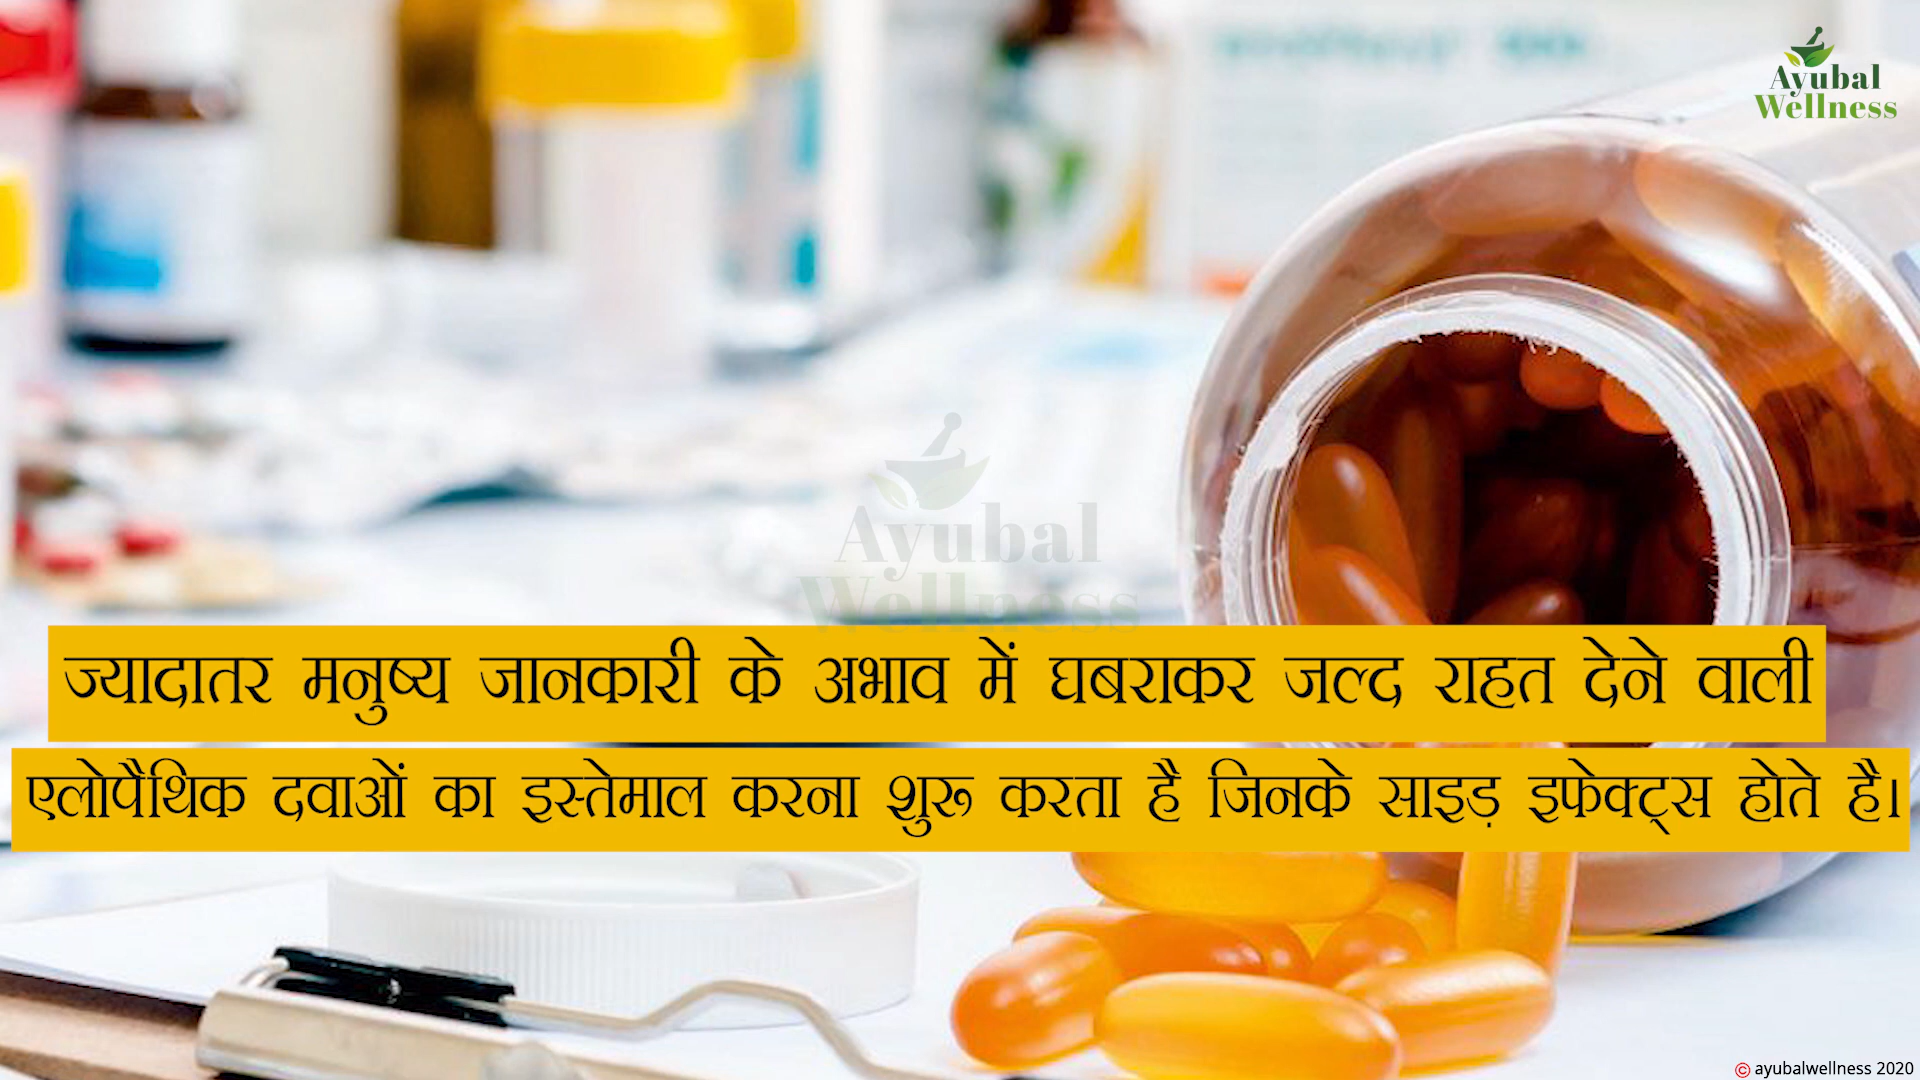 Ayubal
Wellness
Ayubal
Wellness
ज्यादातर मनुष्य जानकारी के अभाव में घबराकर जल्द राहत देने वाली
एलोपैथिक दवाओं का इस्तेमाल करना शुरू करता है जिनके साइड़ इफेक्ट्स होते है।
© ayubalwellness 2020